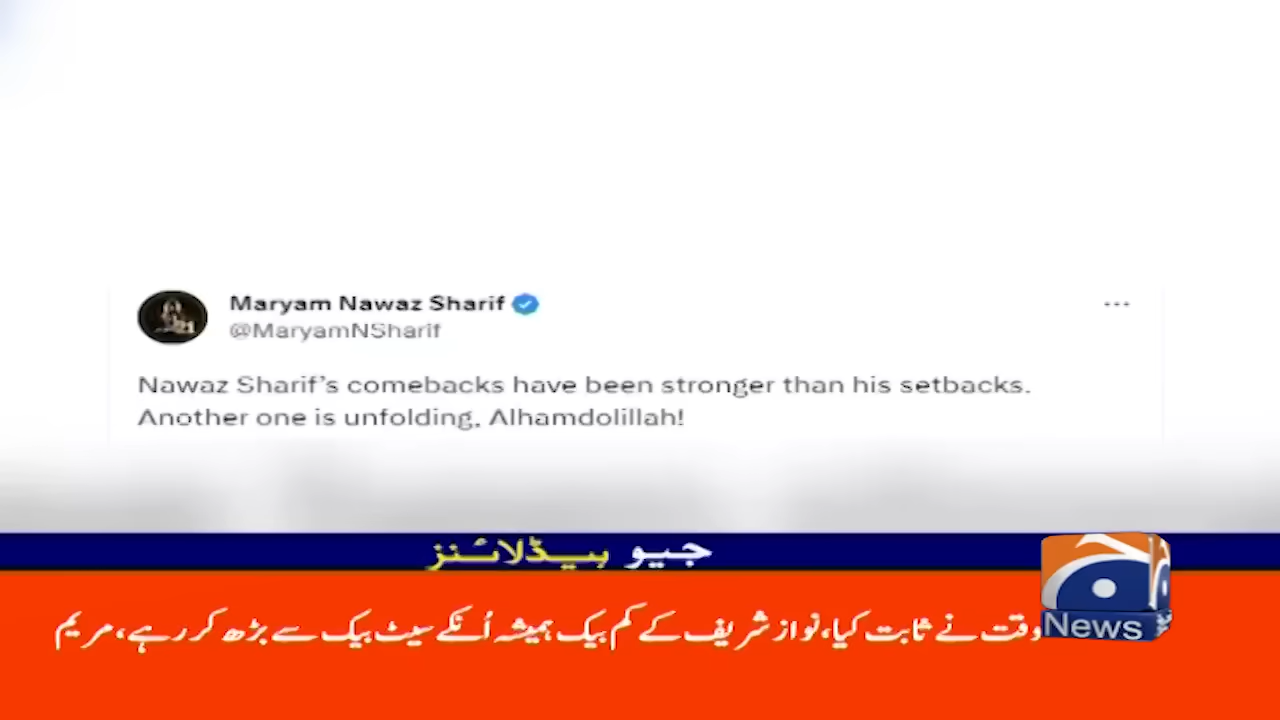 Maryam Nawaz Sharif
@MaryamNSharif
Nawaz Sharif's comebacks have been stronger than his setbacks.
Another one is unfolding, Alhamdolillah!
جیو ہیڈلائنز
وقت نے ثابت کیا، نواز شریف کے کم بیک ہمیشہ اُنکے سیٹ بیک سے بڑھ کر رہے، مریم
News